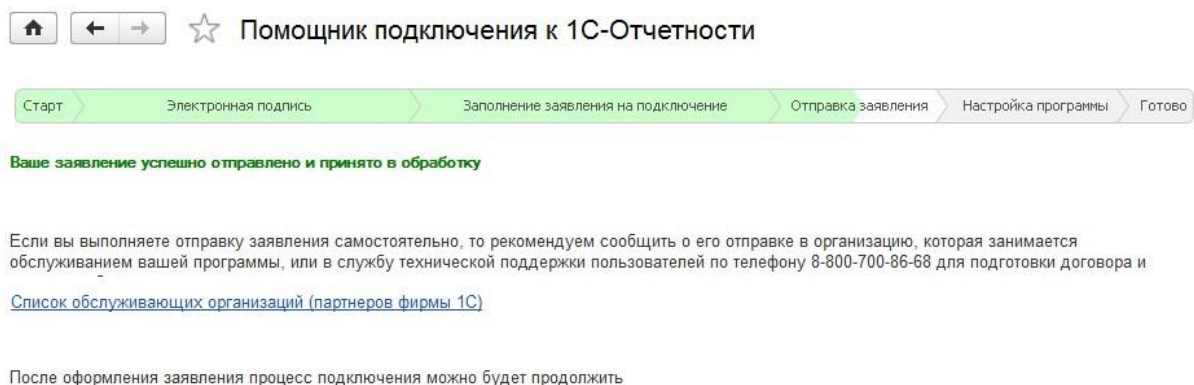 Помощник подключения к 1С-Отчетности
Старт
Электронная подпись
Заполнение заявления на подключение
Отправка заявления
Настройка программы
Готово
Ваше заявление успешно отправлено и принято в обработку
Если вы выполняете отправку заявления самостоятельно, то рекомендуем сообщить о его отправке в организацию, которая занимается
обслуживанием вашей программы, или в службу технической поддержки пользователей по телефону 8-800-700-86-68 для подготовки договора и
Список обслуживающих организаций (партнеров фирмы 1С)
После оформления заявления процесс подключения можно будет продолжить